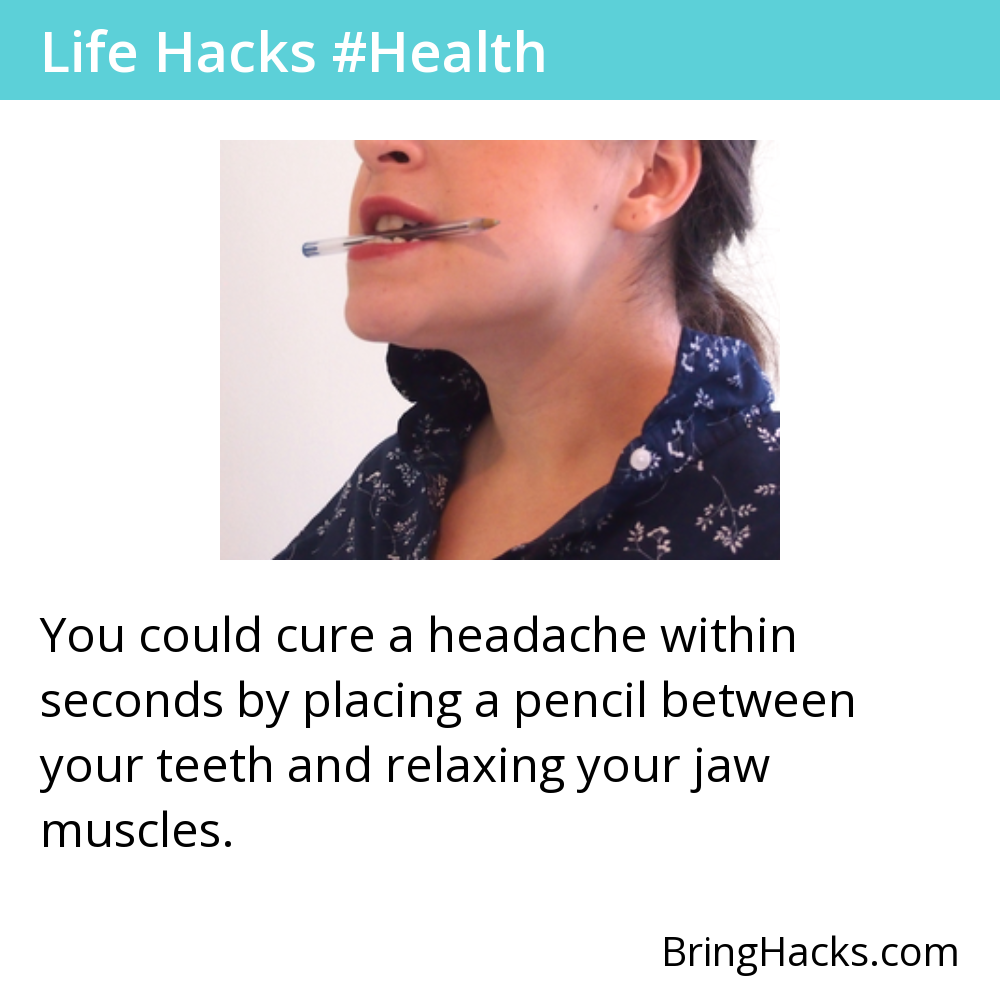 Life Hacks #Health
You could cure a headache within
seconds by placing a pencil between
your teeth and relaxing your jaw
muscles.
BringHacks.com